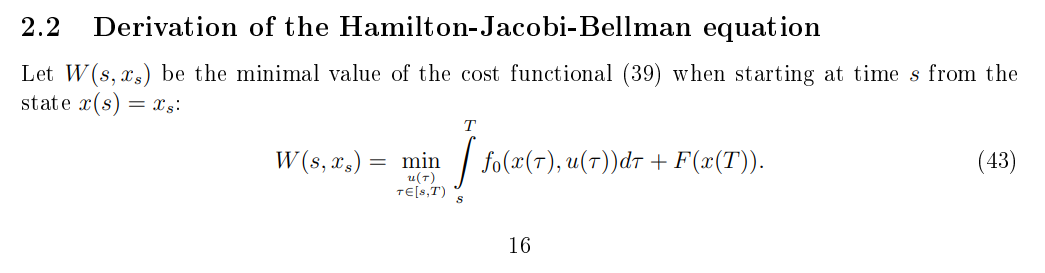 2.2 Derivation of the Hamilton-Jacobi-Bellman equation
Let W(s, x_s) be the minimal value of the cost functional (39) when starting at time s from the
state x(s) = x_s:
W(s, x_s) = min_{u(τ), τ∈[s,T)} ∫_s^T f_0(x(τ), u(τ))dτ + F(x(T)). (43)
16